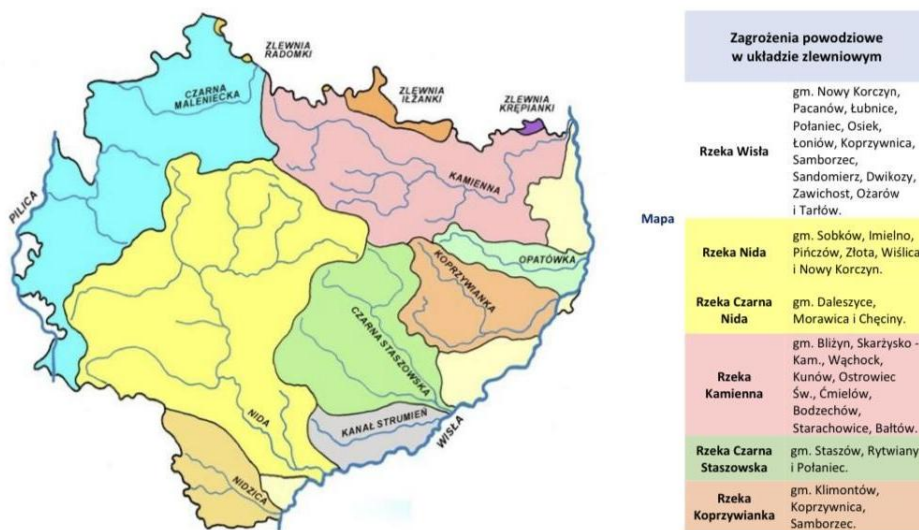 ZLEWNIA
RADOMKI
CZARNA
MALENIECKA
ZLEWNIA
IŁŻANKI
ZLEWNIA
KRĘPIANKI
KAMIENNA
PILICA
OPATÓWKA
KOPRZYWIANKA
CZARNA STASZOWSKA
NIDA
KANAŁ STRUMIEŃ
WISŁA
NIDZICA
Mapa
Zagrożenia powodziowe
w układzie zlewniowym
Rzeka Wisła
gm. Nowy Korczyn,
Pacanów, Łubnice,
Połaniec, Osiek,
Łoniów, Koprzywnica,
Samborzec,
Sandomierz, Dwikozy,
Zawichost, Ożarów
i Tarłów.
Rzeka Nida
gm. Sobków, Imielno,
Pińczów, Złota, Wiślica
i Nowy Korczyn.
Rzeka Czarna
Nida
gm. Daleszyce,
Morawica i Chęciny.
Rzeka
Kamienna
gm. Bliżyn, Skarżysko -
Kam., Wąchock,
Kunów, Ostrowiec
Św., Ćmielów,
Bodzechów,
Starachowice, Bałtów.
Rzeka Czarna
Staszowska
gm. Staszów, Rytwiany
i Połaniec.
Rzeka
Koprzywianka
gm. Klimontów,
Koprzywnica,
Samborzec.